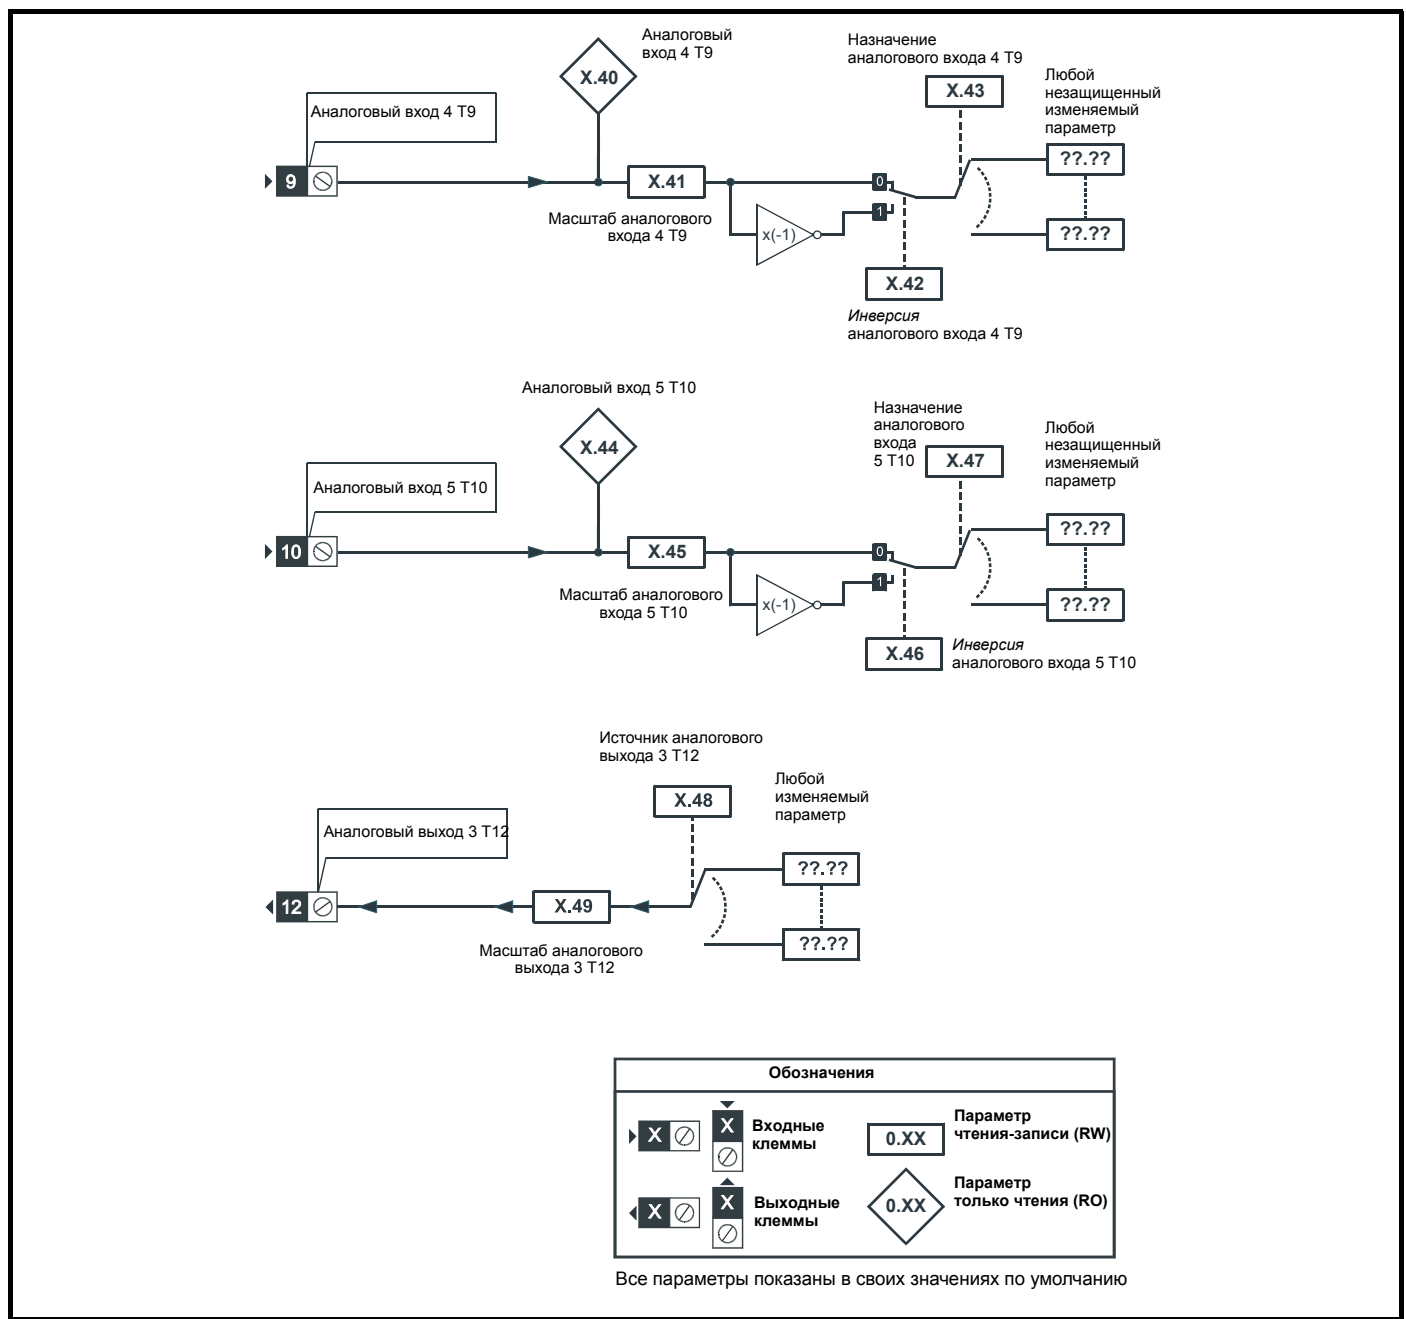 Аналоговый
вход 4 T9
X.40
Назначение
аналогового входа 4 T9
X.43
Любой
незащищенный
изменяемый
параметр
??.??
??.??
Аналоговый вход 4 T9
9
X.41
Масштаб аналогового
входа 4 T9
x(-1)
0
1
X.42
Инверсия
аналогового входа 4 T9
Аналоговый вход 5 T10
X.44
Назначение
аналогового
входа
5 T10
X.47
Любой
незащищенный
изменяемый
параметр
??.??
??.??
Аналоговый вход 5 T10
10
X.45
Масштаб аналогового
входа 5 T10
x(-1)
0
1
X.46
Инверсия
аналогового входа 5 T10
Источник аналогового
выхода 3 T12
X.48
Любой
изменяемый
параметр
??.??
??.??
Аналоговый выход 3 T12
12
X.49
Масштаб аналогового
выхода 3 T12
Обозначения
X
X
Входные
клеммы
0.XX
Параметр
чтения-записи (RW)
X
X
Выходные
клеммы
0.XX
Параметр
только чтения (RO)
Все параметры показаны в своих значениях по умолчанию